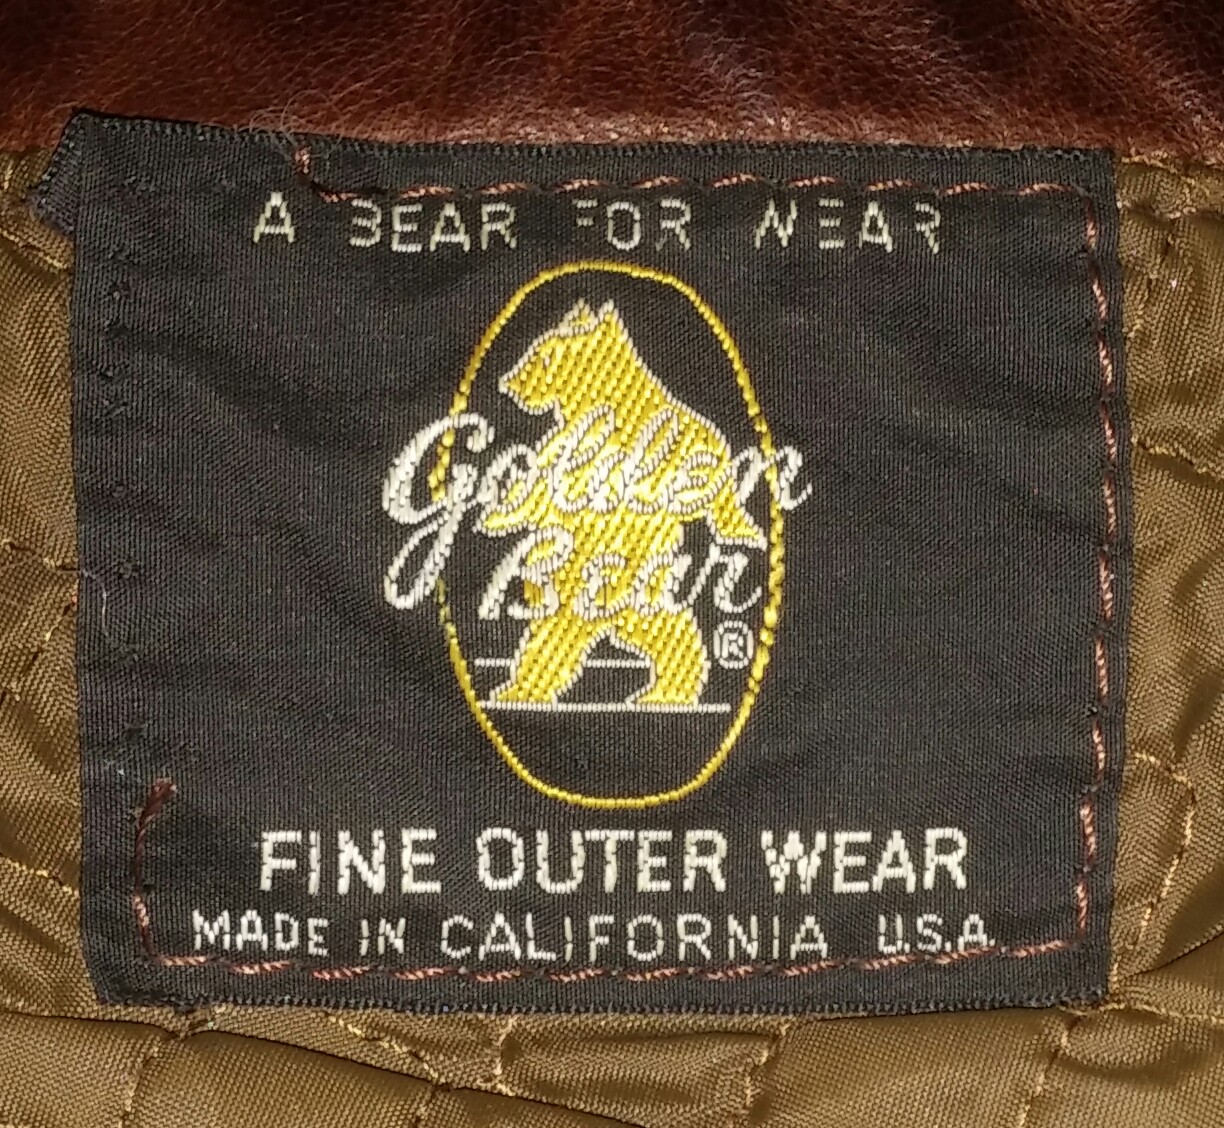 A BEAR FOR WEAR
Golden
Bear
®
FINE OUTER WEAR
MADE IN CALIFORNIA U.S.A.